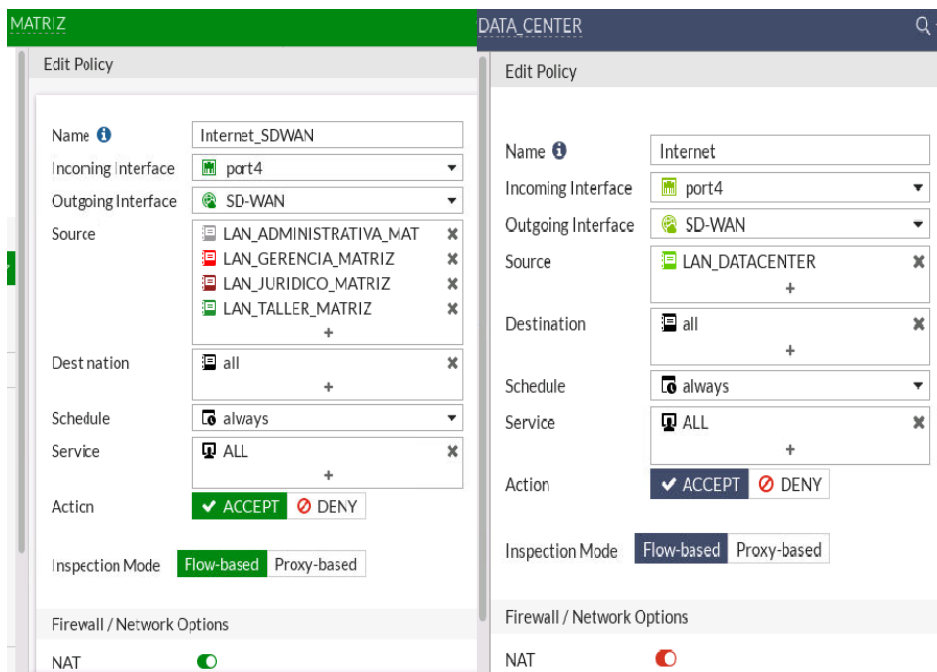 MATRIZ
Edit Policy
Name
Internet_SDWAN
Incoming Interface
port4
Outgoing Interface
SD-WAN
Source
LAN_ADMINISTRATIVA_MAT
LAN_GERENCIA_MATRIZ
LAN_JURIDICO_MATRIZ
LAN_TALLER_MATRIZ
+
Destination
all
+
Schedule
always
Service
ALL
+
Action
ACCEPT
DENY
Inspection Mode
Flow-based
Proxy-based
Firewall / Network Options
NAT
DATA_CENTER
Edit Policy
Name
Internet
Incoming Interface
port4
Outgoing Interface
SD-WAN
Source
LAN_DATACENTER
+
Destination
all
+
Schedule
always
Service
ALL
+
Action
ACCEPT
DENY
Inspection Mode
Flow-based
Proxy-based
Firewall / Network Options
NAT